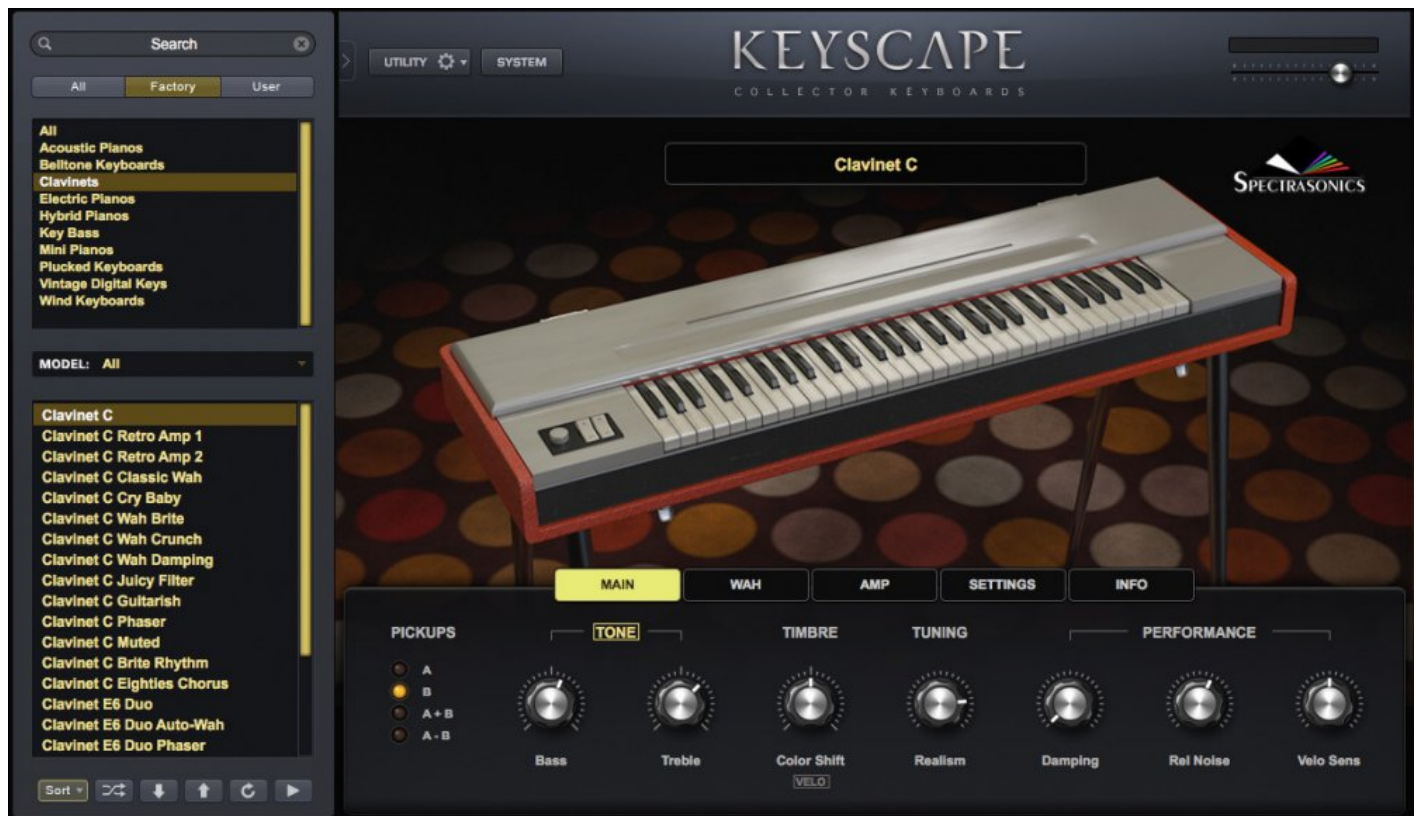 Search
All Factory User
All
Acoustic Pianos
Belltone Keyboards
Clavinets
Electric Pianos
Hybrid Pianos
Key Bass
Mini Pianos
Plucked Keyboards
Vintage Digital Keys
Wind Keyboards
MODEL: All
Clavinet C
Clavinet C Retro Amp 1
Clavinet C Retro Amp 2
Clavinet C Classic Wah
Clavinet C Cry Baby
Clavinet C Wah Brite
Clavinet C Wah Crunch
Clavinet C Wah Damping
Clavinet C Juicy Filter
Clavinet C Guitarish
Clavinet C Phaser
Clavinet C Muted
Clavinet C Brite Rhythm
Clavinet C Eighties Chorus
Clavinet E6 Duo
Clavinet E6 Duo Auto-Wah
Clavinet E6 Duo Phaser
Sort
UTILITY SYSTEM
KEYSCAPE
COLLECTOR KEYBOARDS
Clavinet C
SPECTRASONICS
MAIN WAH AMP SETTINGS INFO
PICKUPS TONE TIMBRE TUNING PERFORMANCE
A
B
A + B
A - B
Bass Treble Color Shift Realism Damping Rel Noise Velo Sens
VELO